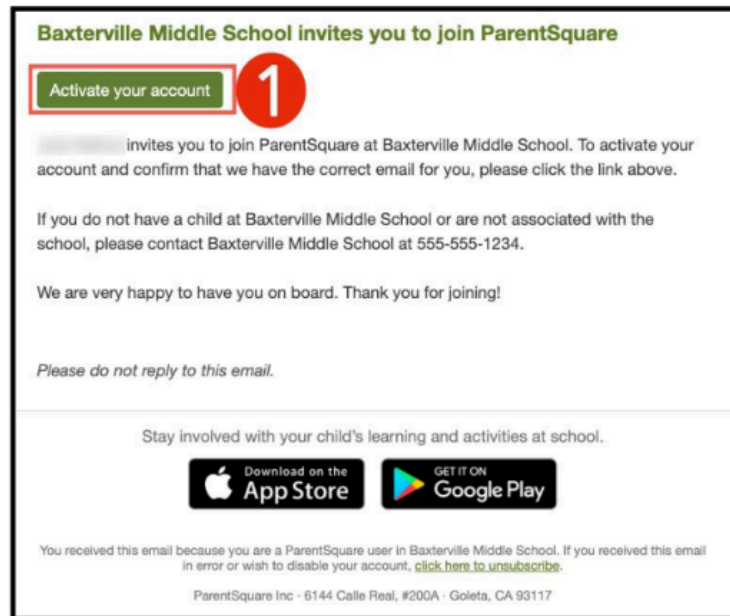 Baxterville Middle School invites you to join ParentSquare
Activate your account
1
invites you to join ParentSquare at Baxterville Middle School. To activate your
account and confirm that we have the correct email for you, please click the link above.
If you do not have a child at Baxterville Middle School or are not associated with the
school, please contact Baxterville Middle School at 555-555-1234.
We are very happy to have you on board. Thank you for joining!
Please do not reply to this email.
Stay involved with your child's learning and activities at school.
Download on the
App Store
GET IT ON
Google Play
You received this email because you are a ParentSquare user in Baxterville Middle School. If you received this email
in error or wish to disable your account, click here to unsubscribe.
ParentSquare Inc · 6144 Calle Real, #200A · Goleta, CA 93117